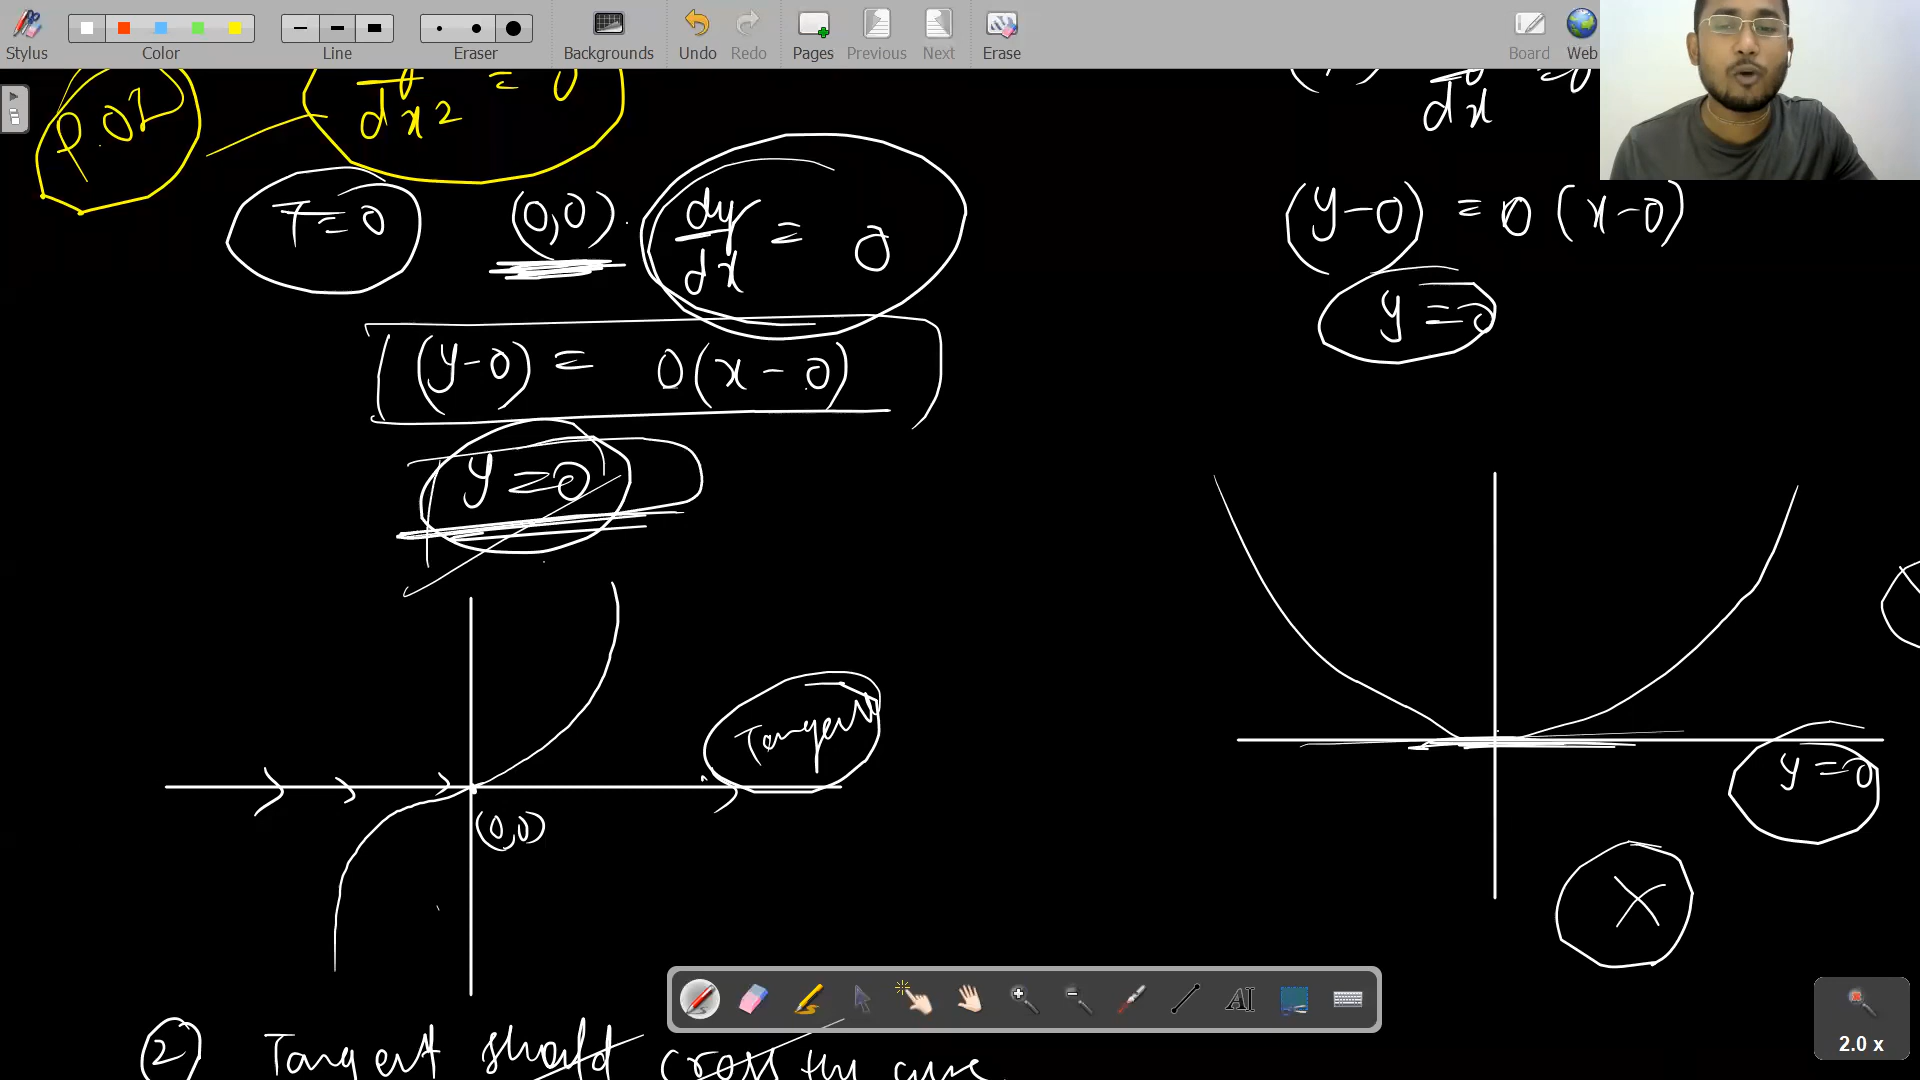 Stylus Color Line Eraser Backgrounds Undo Redo Pages Previous Next Erase Board Web
P.OI
dx2 = 0
dx =0
T=0 (0,0) dy/dx = 0
(y-0) = 0(x-0)
y=0
(y-0) = 0(x-0)
y=0
Tangent
(0,0)
y=0
X
② Tangent should cross the curve
2.0 x